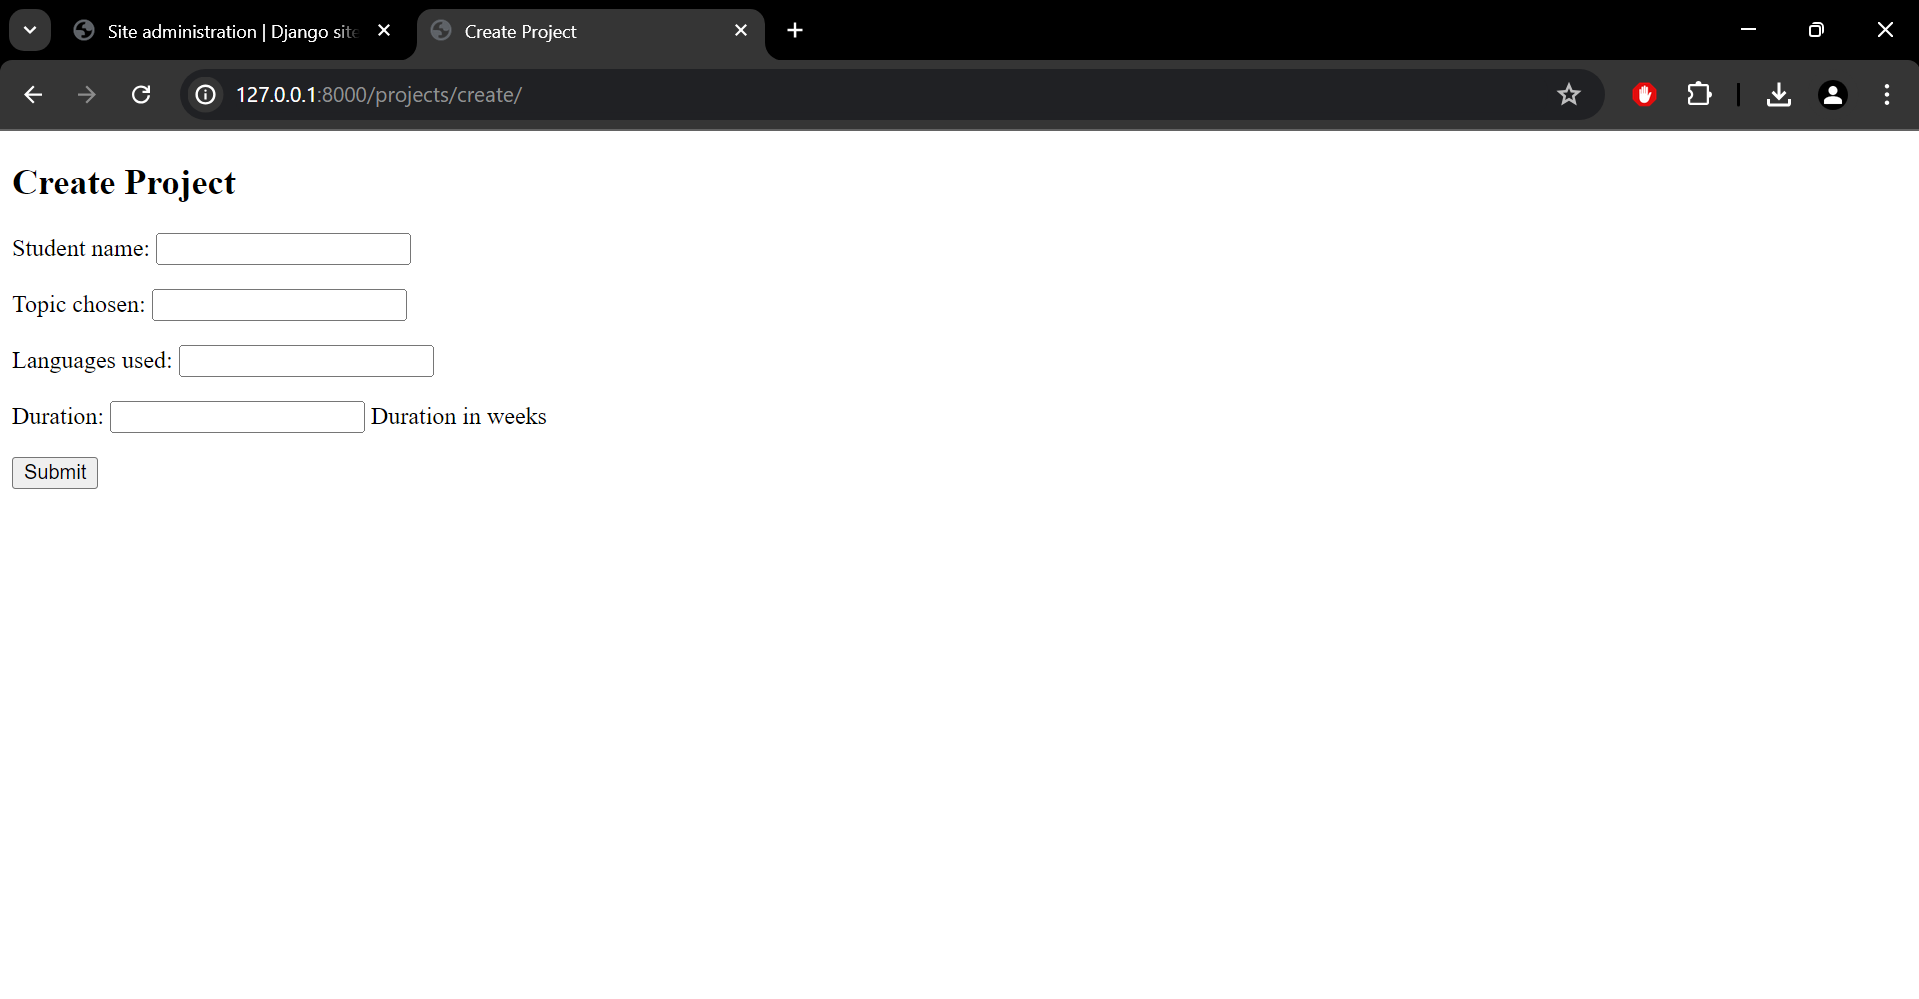 Site administration | Django site
Create Project
127.0.0.1:8000/projects/create/
Create Project
Student name:
Topic chosen:
Languages used:
Duration: Duration in weeks
Submit